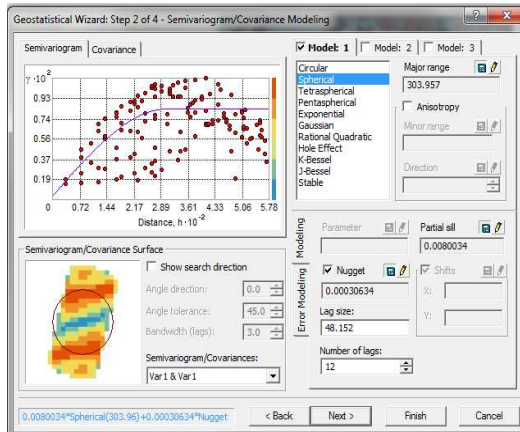 Geostatistical Wizard: Step 2 of 4 - Semivariogram/Covariance Modeling
Semivariogram
Covariance
γ·10²
0.93
0.74
0.56
0.37
0.19
0 0.72 1.44 2.17 2.89 3.61 4.33 5.06 5.78
Distance, h·10⁻²
Semivariogram/Covariance Surface
Show search direction
Angle direction: 0.0
Angle tolerance: 45.0
Bandwidth (lags): 3.0
Semivariogram/Covariances:
Var1 & Var1
Model: 1
Model: 2
Model: 3
Circular
Spherical
Tetraspherical
Pentaspherical
Exponential
Gaussian
Rational Quadratic
Hole Effect
K-Bessel
J-Bessel
Stable
Major range
303.957
Anisotropy
Minor range
Direction
Modeling
Error Modeling
Parameter
Partial sill
0.0080034
Nugget
0.00030634
Shifts
X:
Y:
Lag size:
48.152
Number of lags:
12
0.0080034*Spherical(303.96)+0.00030634*Nugget
< Back
Next >
Finish
Cancel